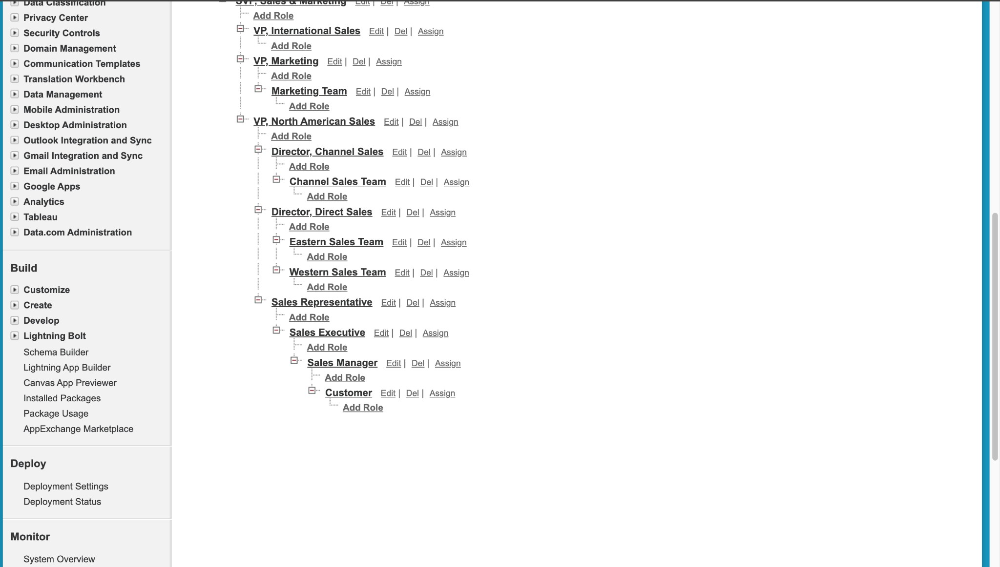 Data Classification
Privacy Center
Security Controls
Domain Management
Communication Templates
Translation Workbench
Data Management
Mobile Administration
Desktop Administration
Outlook Integration and Sync
Gmail Integration and Sync
Email Administration
Google Apps
Analytics
Tableau
Data.com Administration
Build
Customize
Create
Develop
Lightning Bolt
Schema Builder
Lightning App Builder
Canvas App Previewer
Installed Packages
Package Usage
AppExchange Marketplace
Deploy
Deployment Settings
Deployment Status
Monitor
System Overview
SVP, Sales & Marketing Edit | Del | Assign
Add Role
VP, International Sales Edit | Del | Assign
Add Role
VP, Marketing Edit | Del | Assign
Add Role
Marketing Team Edit | Del | Assign
Add Role
VP, North American Sales Edit | Del | Assign
Add Role
Director, Channel Sales Edit | Del | Assign
Add Role
Channel Sales Team Edit | Del | Assign
Add Role
Director, Direct Sales Edit | Del | Assign
Add Role
Eastern Sales Team Edit | Del | Assign
Add Role
Western Sales Team Edit | Del | Assign
Add Role
Sales Representative Edit | Del | Assign
Add Role
Sales Executive Edit | Del | Assign
Add Role
Sales Manager Edit | Del | Assign
Add Role
Customer Edit | Del | Assign
Add Role